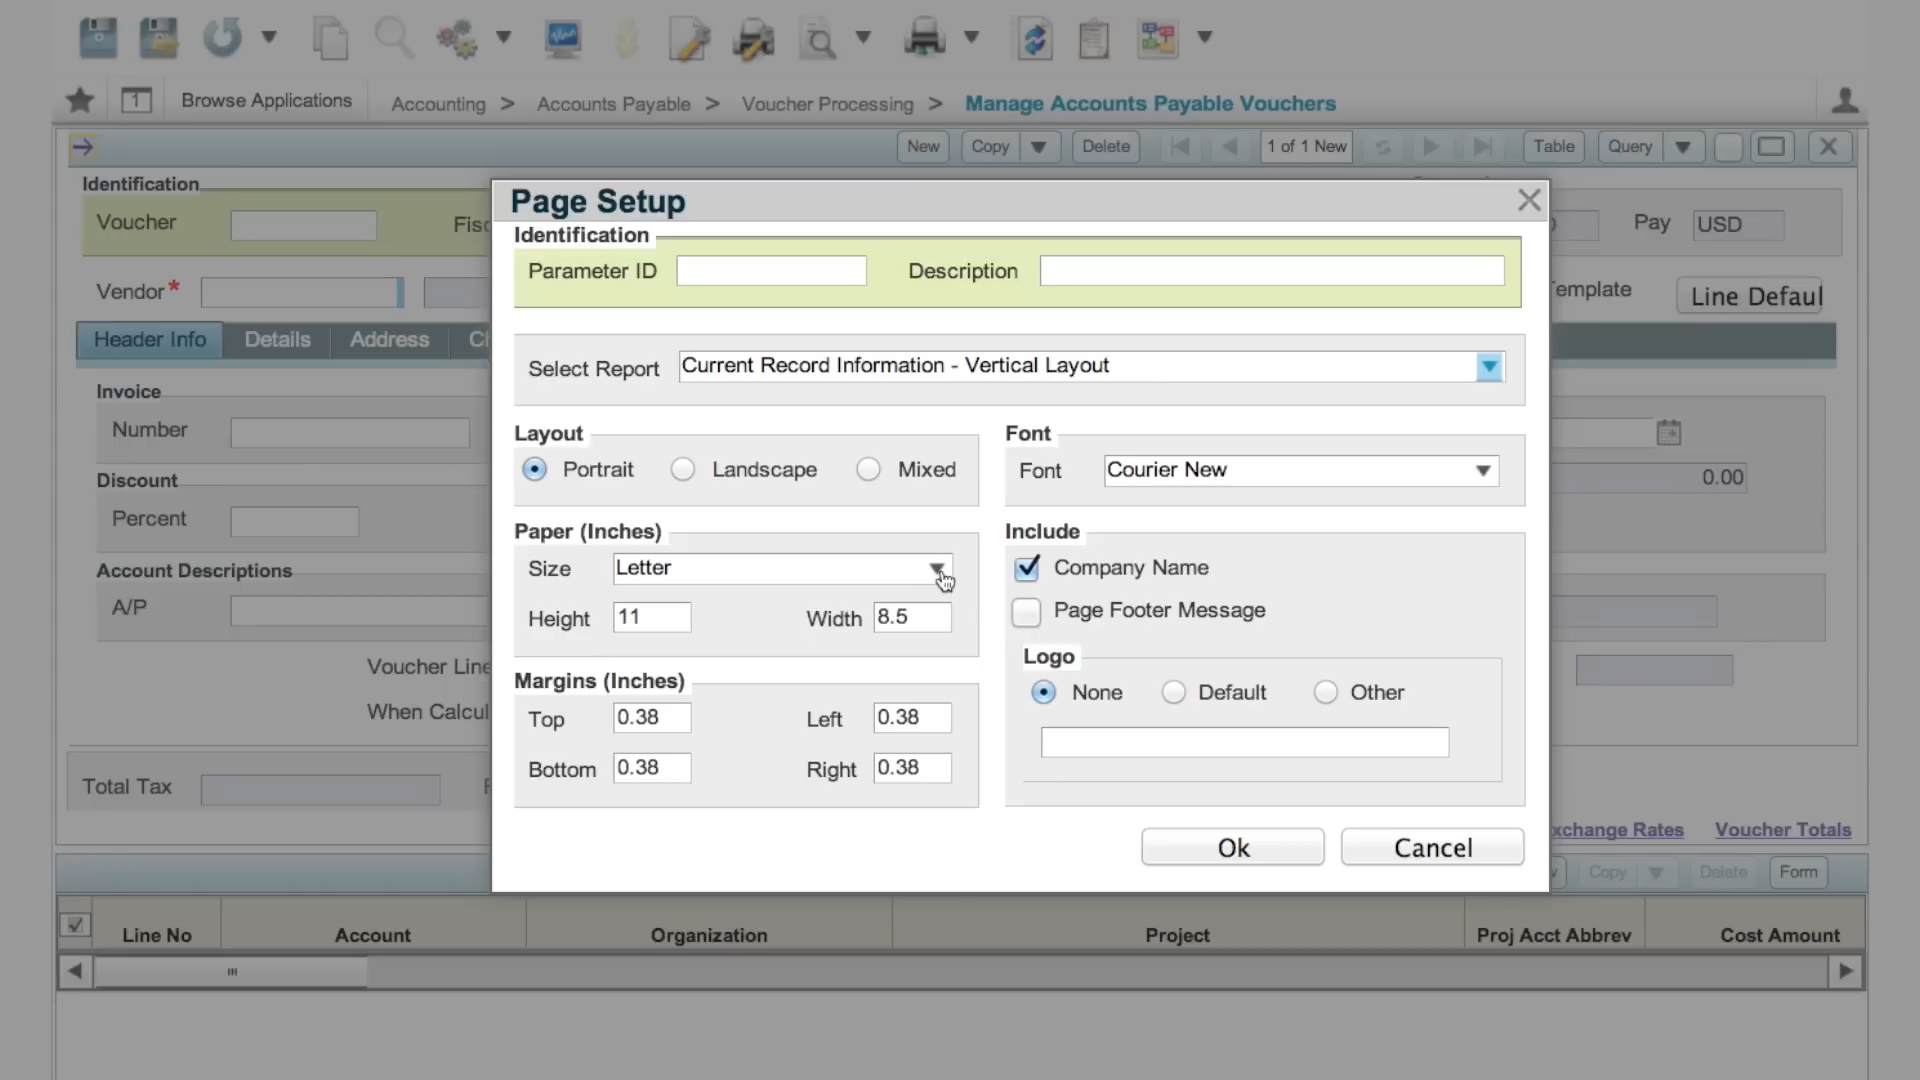 1
Browse Applications
Accounting > Accounts Payable > Voucher Processing > Manage Accounts Payable Vouchers
New Copy Delete 1 of 1 New Table Query
Identification
Voucher
Fisc
Pay USD
Vendor *
emplate
Line Defaul
Header Info Details Address Ch
Invoice
Number
0.00
Discount
Percent
Account Descriptions
A/P
Voucher Line
When Calcul
Total Tax
xchange Rates Voucher Totals
Page Setup
Identification
Parameter ID Description
Select Report Current Record Information - Vertical Layout
Layout
Portrait Landscape Mixed
Font
Font Courier New
Paper (Inches)
Size Letter
Height 11 Width 8.5
Include
Company Name
Page Footer Message
Logo
None Default Other
Margins (Inches)
Top 0.38 Left 0.38
Bottom 0.38 Right 0.38
Ok Cancel
Copy Delete Form
Line No Account Organization Project Proj Acct Abbrev Cost Amount